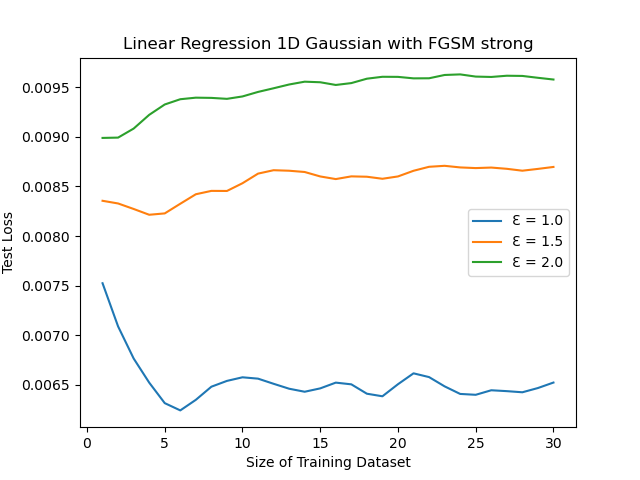 Linear Regression 1D Gaussian with FGSM strong
Test Loss
0.0095
0.0090
0.0085
0.0080
0.0075
0.0070
0.0065
ℇ = 1.0
ℇ = 1.5
ℇ = 2.0
0 5 10 15 20 25 30
Size of Training Dataset